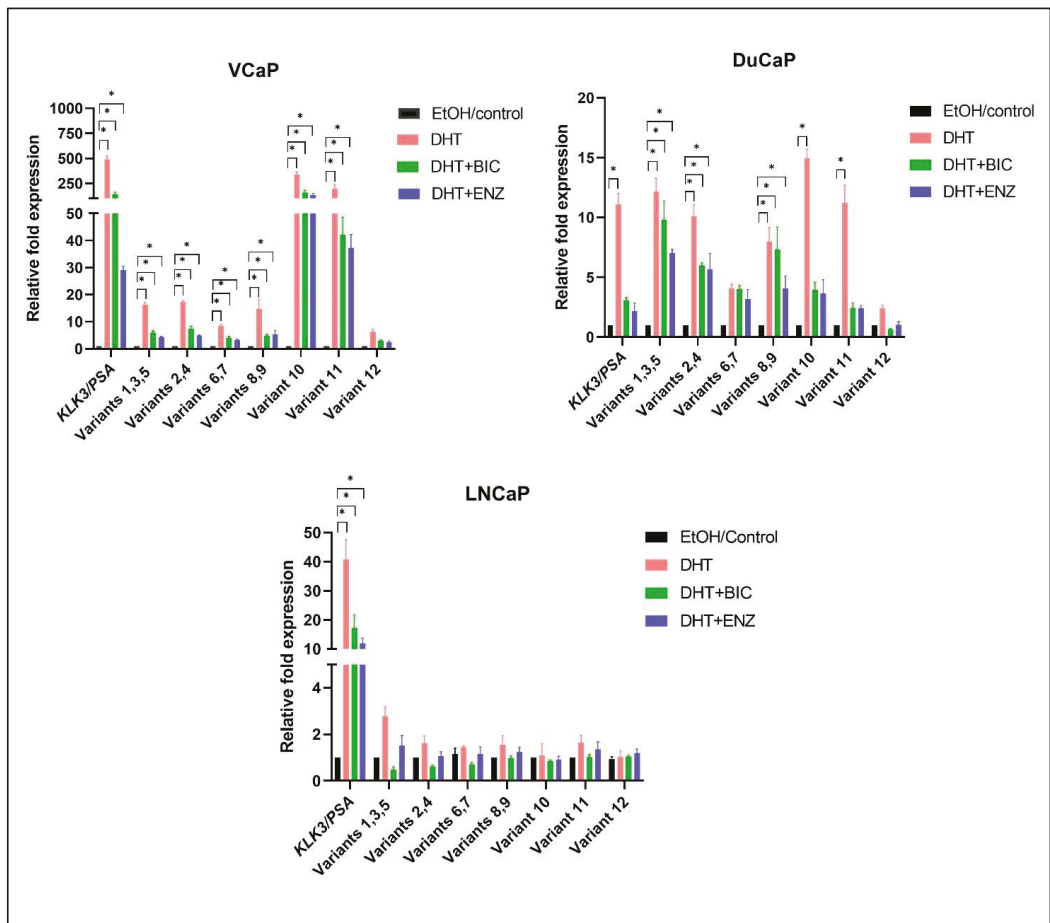 VCaP
Relative fold expression
1000
750
500
250
50
40
30
20
10
0
* * *
* * *
* * *
* * *
* * *
* * *
* * *
KLK3/PSA
Variants 1,3,5
Variants 2,4
Variants 6,7
Variants 8,9
Variant 10
Variant 11
Variant 12
EtOH/control
DHT
DHT+BIC
DHT+ENZ
DuCaP
Relative fold expression
20
15
10
5
0
*
* * *
* * *
* * *
*
*
KLK3/PSA
Variants 1,3,5
Variants 2,4
Variants 6,7
Variants 8,9
Variant 10
Variant 11
Variant 12
EtOH/control
DHT
DHT+BIC
DHT+ENZ
LNCaP
Relative fold expression
50
40
30
20
10
4
2
0
* * *
KLK3/PSA
Variants 1,3,5
Variants 2,4
Variants 6,7
Variants 8,9
Variant 10
Variant 11
Variant 12
EtOH/Control
DHT
DHT+BIC
DHT+ENZ